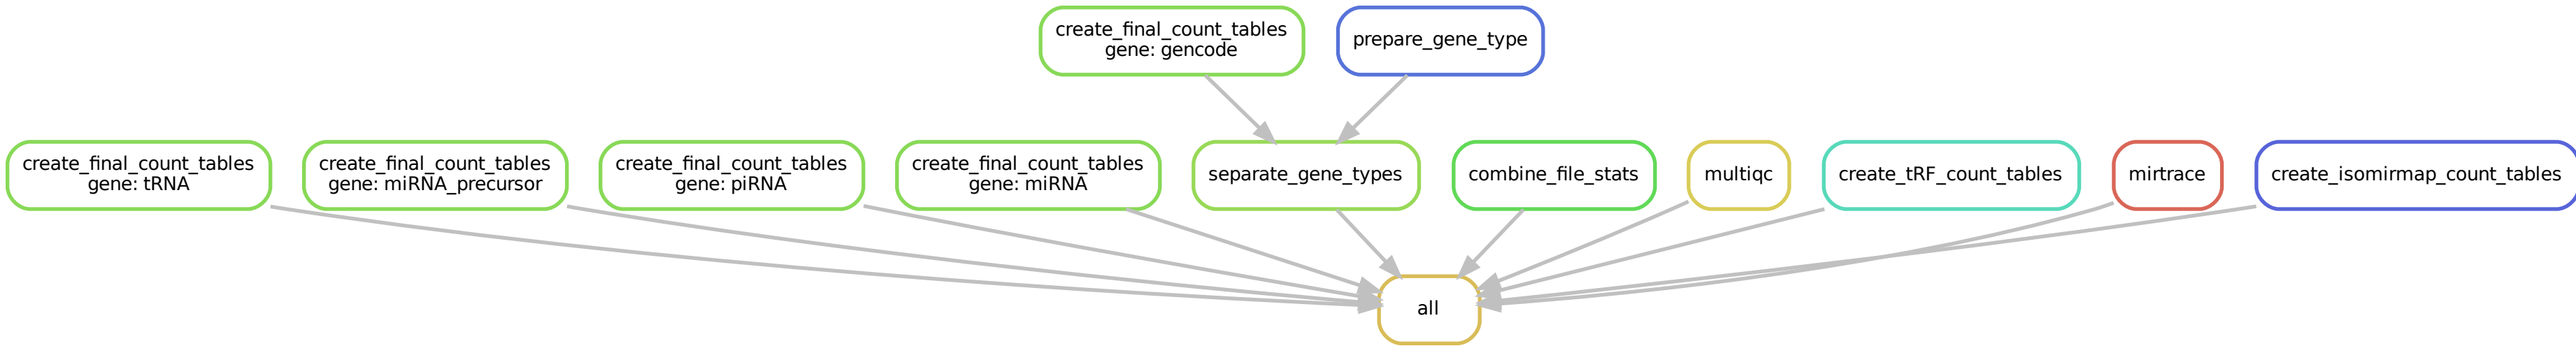 create_final_count_tables
gene: gencode
prepare_gene_type
create_final_count_tables
gene: tRNA
create_final_count_tables
gene: miRNA_precursor
create_final_count_tables
gene: piRNA
create_final_count_tables
gene: miRNA
separate_gene_types
combine_file_stats
multiqc
create_tRF_count_tables
mirtrace
create_isomirmap_count_tables
all